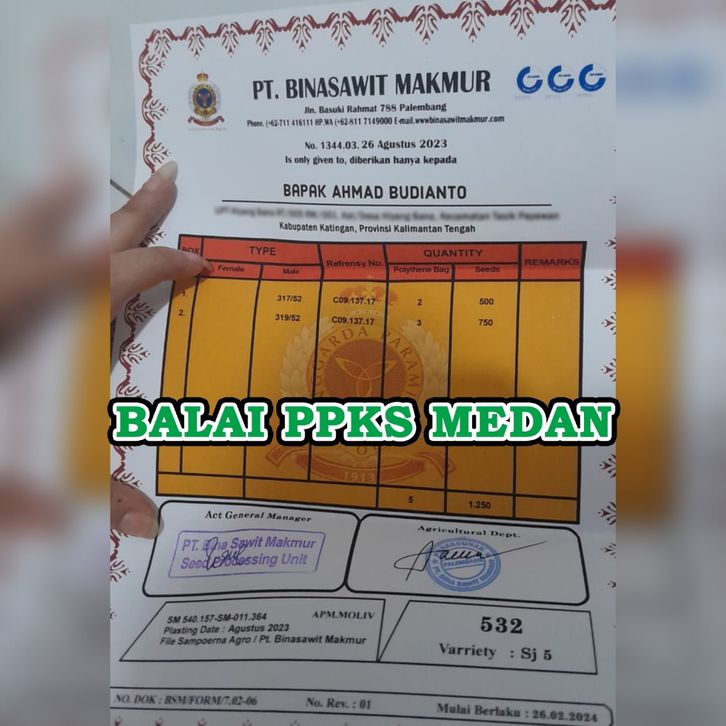 PT. BINASAWIT MAKMUR
Jln. Basuki Rahmat 788 Palembang
Phone. (+62-711 416111 HP.WA (+62-811 7149000 E-mail.wwwbinasawitmakmur.com
No. 1344.03. 26 Agustus 2023
Is only given to, diberikan hanya kepada
BAPAK AHMAD BUDIANTO
Kabupaten Katingan, Provinsi Kalimantan Tengah
BOX TYPE Refrensy No. QUANTITY REMARKS
Female Male Polythene Bag Seeds
1. 317/52 C09.137.17 2 500
2. 319/52 C09.137.17 3 750
BALAI PPKS MEDAN
1913
5 1.250
Act General Manager
Agricultural Dept.
PT. Bina Sawit Makmur
Seed Processing Unit
PALEMBANG
SM 540.157-SM-011.364 APM.MOLIV
Plasting Date : Agustus 2023
File Sampoerna Agro / PT. Binasawit Makmur
532
Varriety : Sj 5
NO. DOK : BSM/FORM/7.02-06 No. Rev. : 01 Mulai Berlaku : 26.02.2024